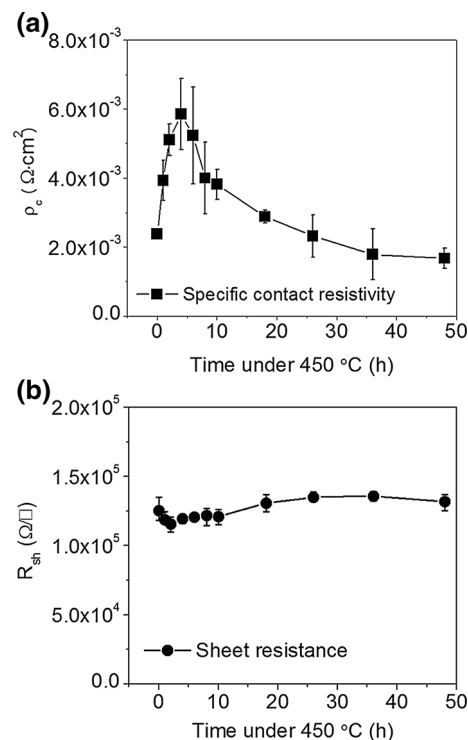 (a)
8.0x10⁻³
6.0x10⁻³
4.0x10⁻³
2.0x10⁻³
0.0
ρc ( Ω·cm²)
Specific contact resistivity
0 10 20 30 40 50
Time under 450 °C (h)
(b)
2.0x10⁵
1.5x10⁵
1.0x10⁵
5.0x10⁴
0.0
Rsh (Ω/□)
Sheet resistance
0 10 20 30 40 50
Time under 450 °C (h)